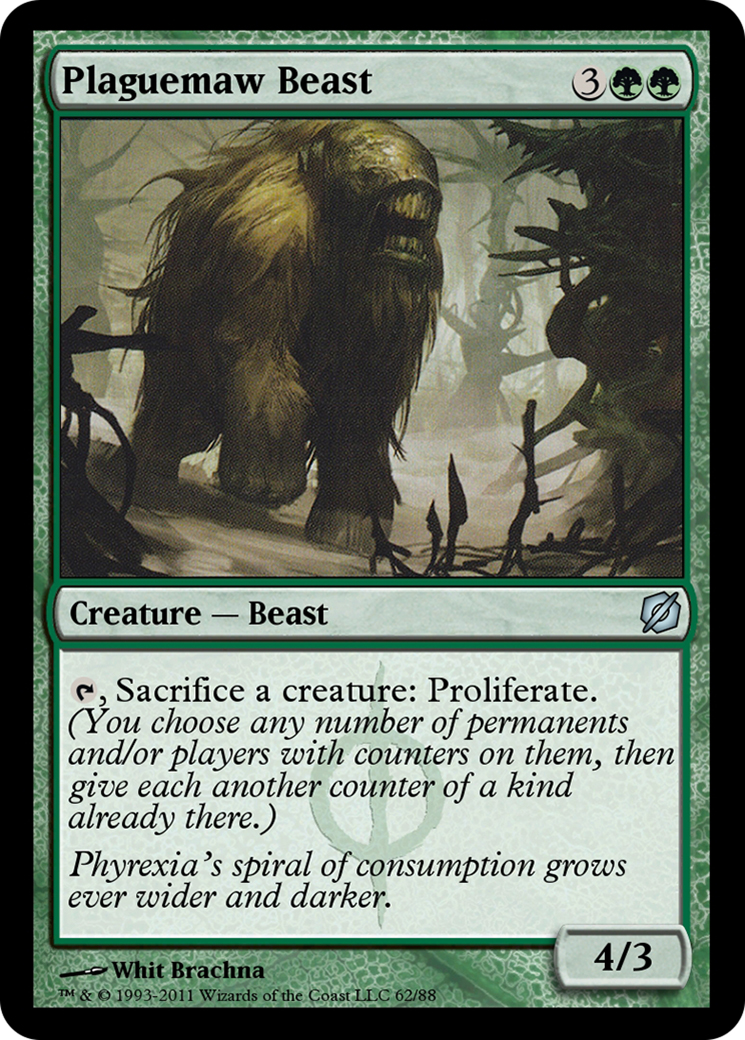 Plaguemaw Beast 3
Creature — Beast
, Sacrifice a creature: Proliferate.
(You choose any number of permanents
and/or players with counters on them, then
give each another counter of a kind
already there.)
Phyrexia's spiral of consumption grows
ever wider and darker.
4/3
Whit Brachna
™ & © 1993-2011 Wizards of the Coast LLC 62/88